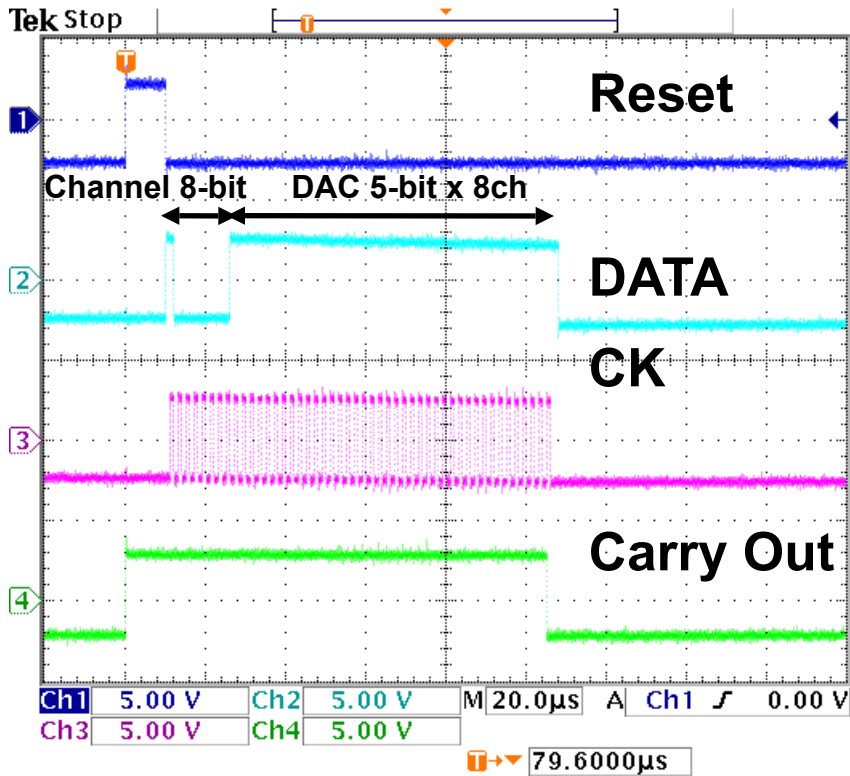 Tek Stop
T
T
Reset
1
Channel 8-bit DAC 5-bit x 8ch
2
DATA
CK
3
Carry Out
4
Ch1 5.00 V Ch2 5.00 V M 20.0µs A Ch1 0.00 V
Ch3 5.00 V Ch4 5.00 V
T 79.6000µs